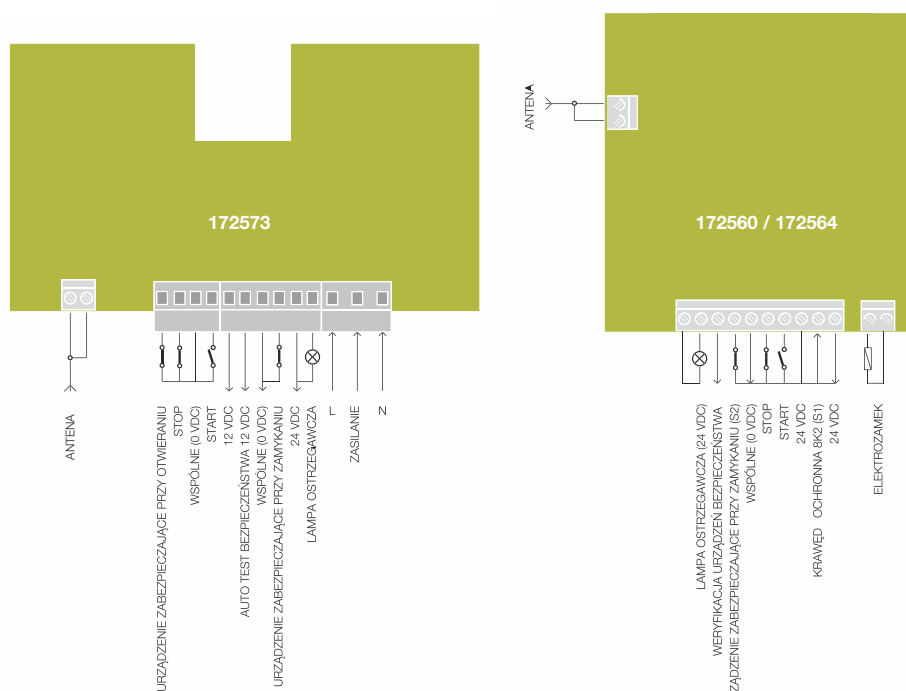 172573
ANTENA
URZĄDZENIE ZABEZPIECZAJĄCE PRZY OTWIERANIU
STOP
WSPÓLNE (0 VDC)
START
12 VDC
AUTO TEST BEZPIECZEŃSTWA 12 VDC
WSPÓLNE (0 VDC)
URZĄDZENIE ZABEZPIECZAJĄCE PRZY ZAMYKANIU
24 VDC
LAMPA OSTRZEGAWCZA
L
ZASILANIE
N
ANTENA
172560 / 172564
LAMPA OSTRZEGAWCZA (24 VDC)
WERYFIKACJA URZĄDZEŃ BEZPIECZEŃSTWA
ZĄDZENIE ZABEZPIECZAJĄCE PRZY ZAMYKANIU (S2)
WSPÓLNE (0 VDC)
STOP
START
24 VDC
KRAWĘD OCHRONNA 8K2 (S1)
24 VDC
ELEKTROZAMEK